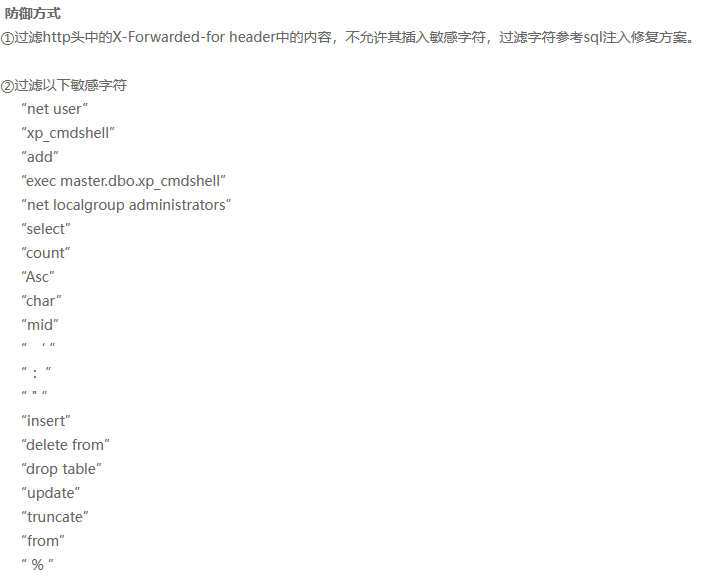 防御方式
①过滤http头中的X-Forwarded-for header中的内容，不允许其插入敏感字符，过滤字符参考sql注入修复方案。
②过滤以下敏感字符
“net user”
“xp_cmdshell”
“add”
“exec master.dbo.xp_cmdshell”
“net localgroup administrators”
“select”
“count”
“Asc”
“char”
“mid”
“ ‘ ”
“ ：”
“ " ”
“insert”
“delete from”
“drop table”
“update”
“truncate”
“from”
“ % ”